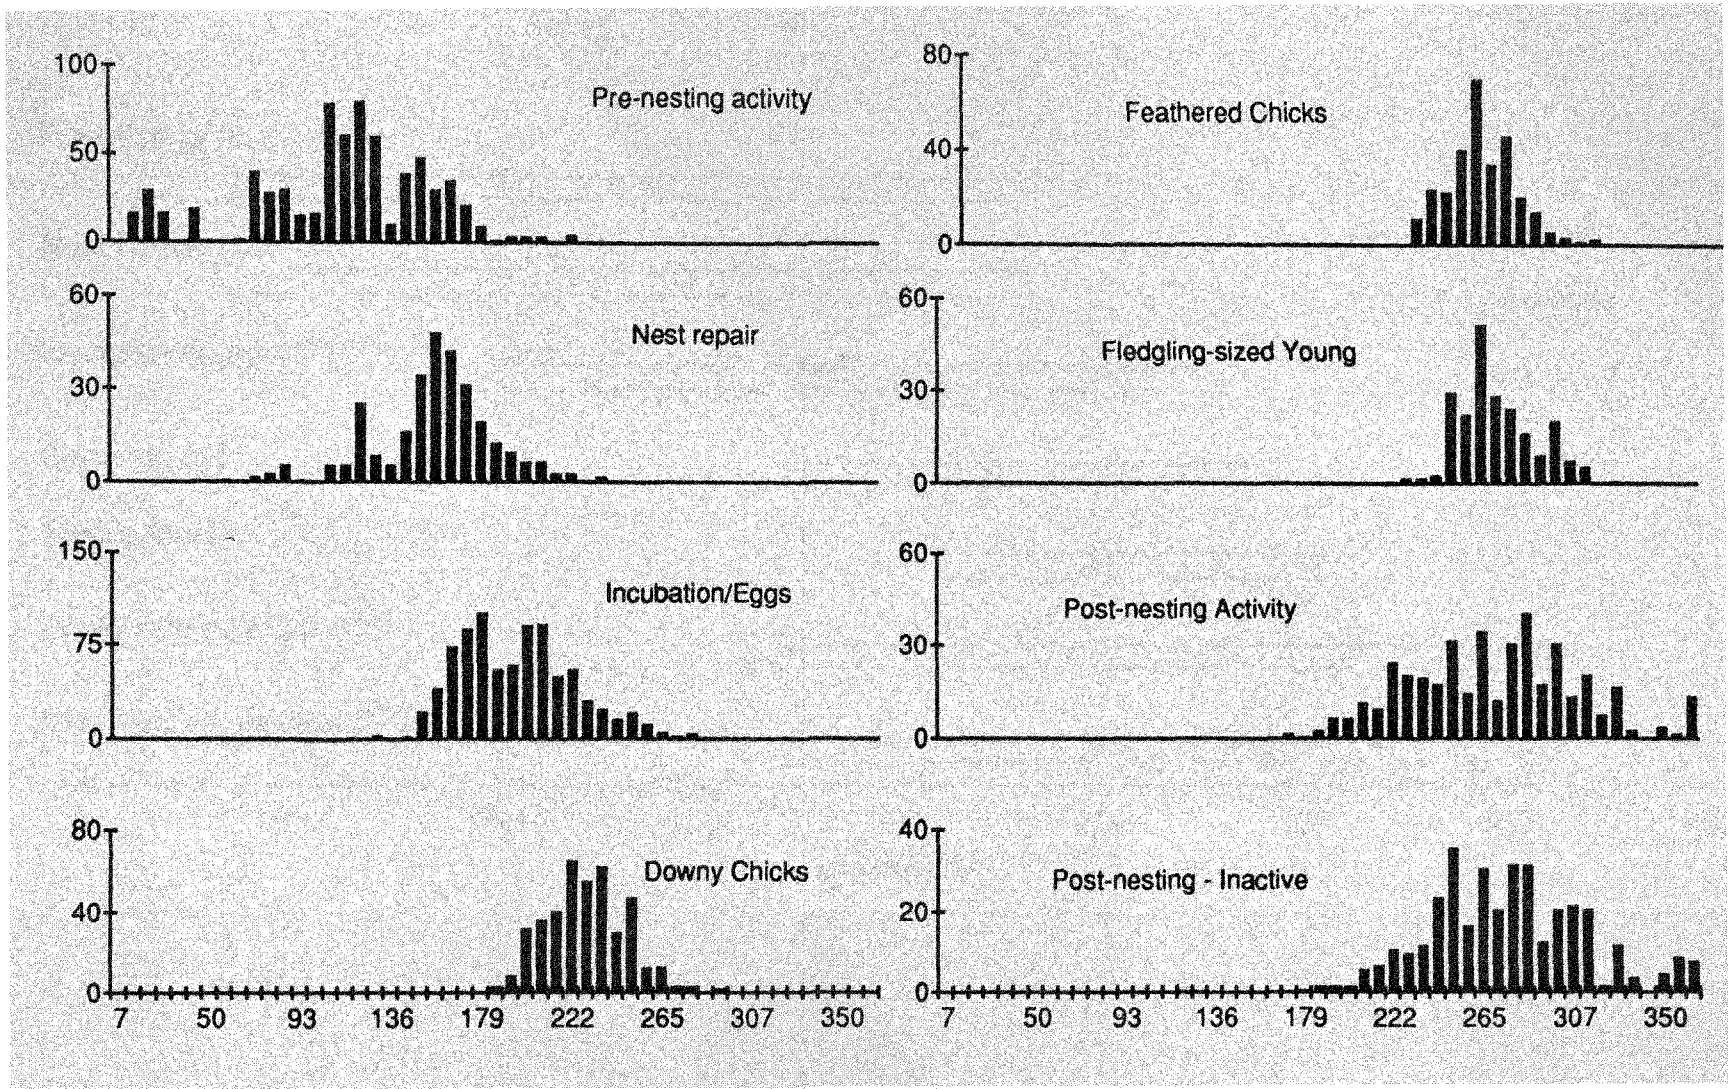 Pre-nesting activity
100
50
0
Nest repair
60
30
0
Incubation/Eggs
150
75
0
Downy Chicks
80
40
0
7 50 93 136 179 222 265 307 350
Feathered Chicks
80
40
0
Fledgling-sized Young
60
30
0
Post-nesting Activity
60
30
0
Post-nesting - Inactive
40
20
0
7 50 93 136 179 222 265 307 350